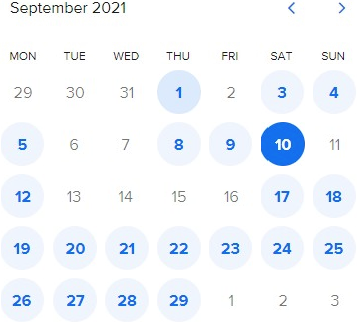 September 2021
MON TUE WED THU FRI SAT SUN
29 30 31 1 2 3 4
5 6 7 8 9 10 11
12 13 14 15 16 17 18
19 20 21 22 23 24 25
26 27 28 29 1 2 3